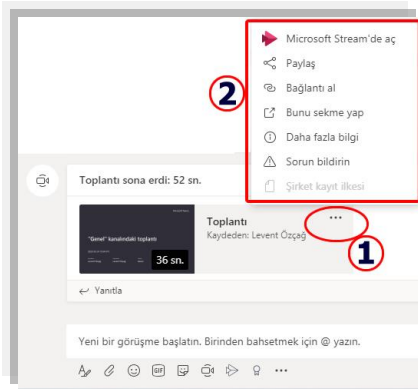 Microsoft Stream'de aç
Paylaş
Bağlantı al
Bunu sekme yap
Daha fazla bilgi
Sorun bildirin
Şirket kayıt ilkesi
2
Toplantı sona erdi: 52 sn.
"Genel" kanalındaki toplantı
36 sn.
Toplantı
Kaydeden: Levent Özçağ
1
Yanıtla
Yeni bir görüşme başlatın. Birinden bahsetmek için @ yazın.
GIF